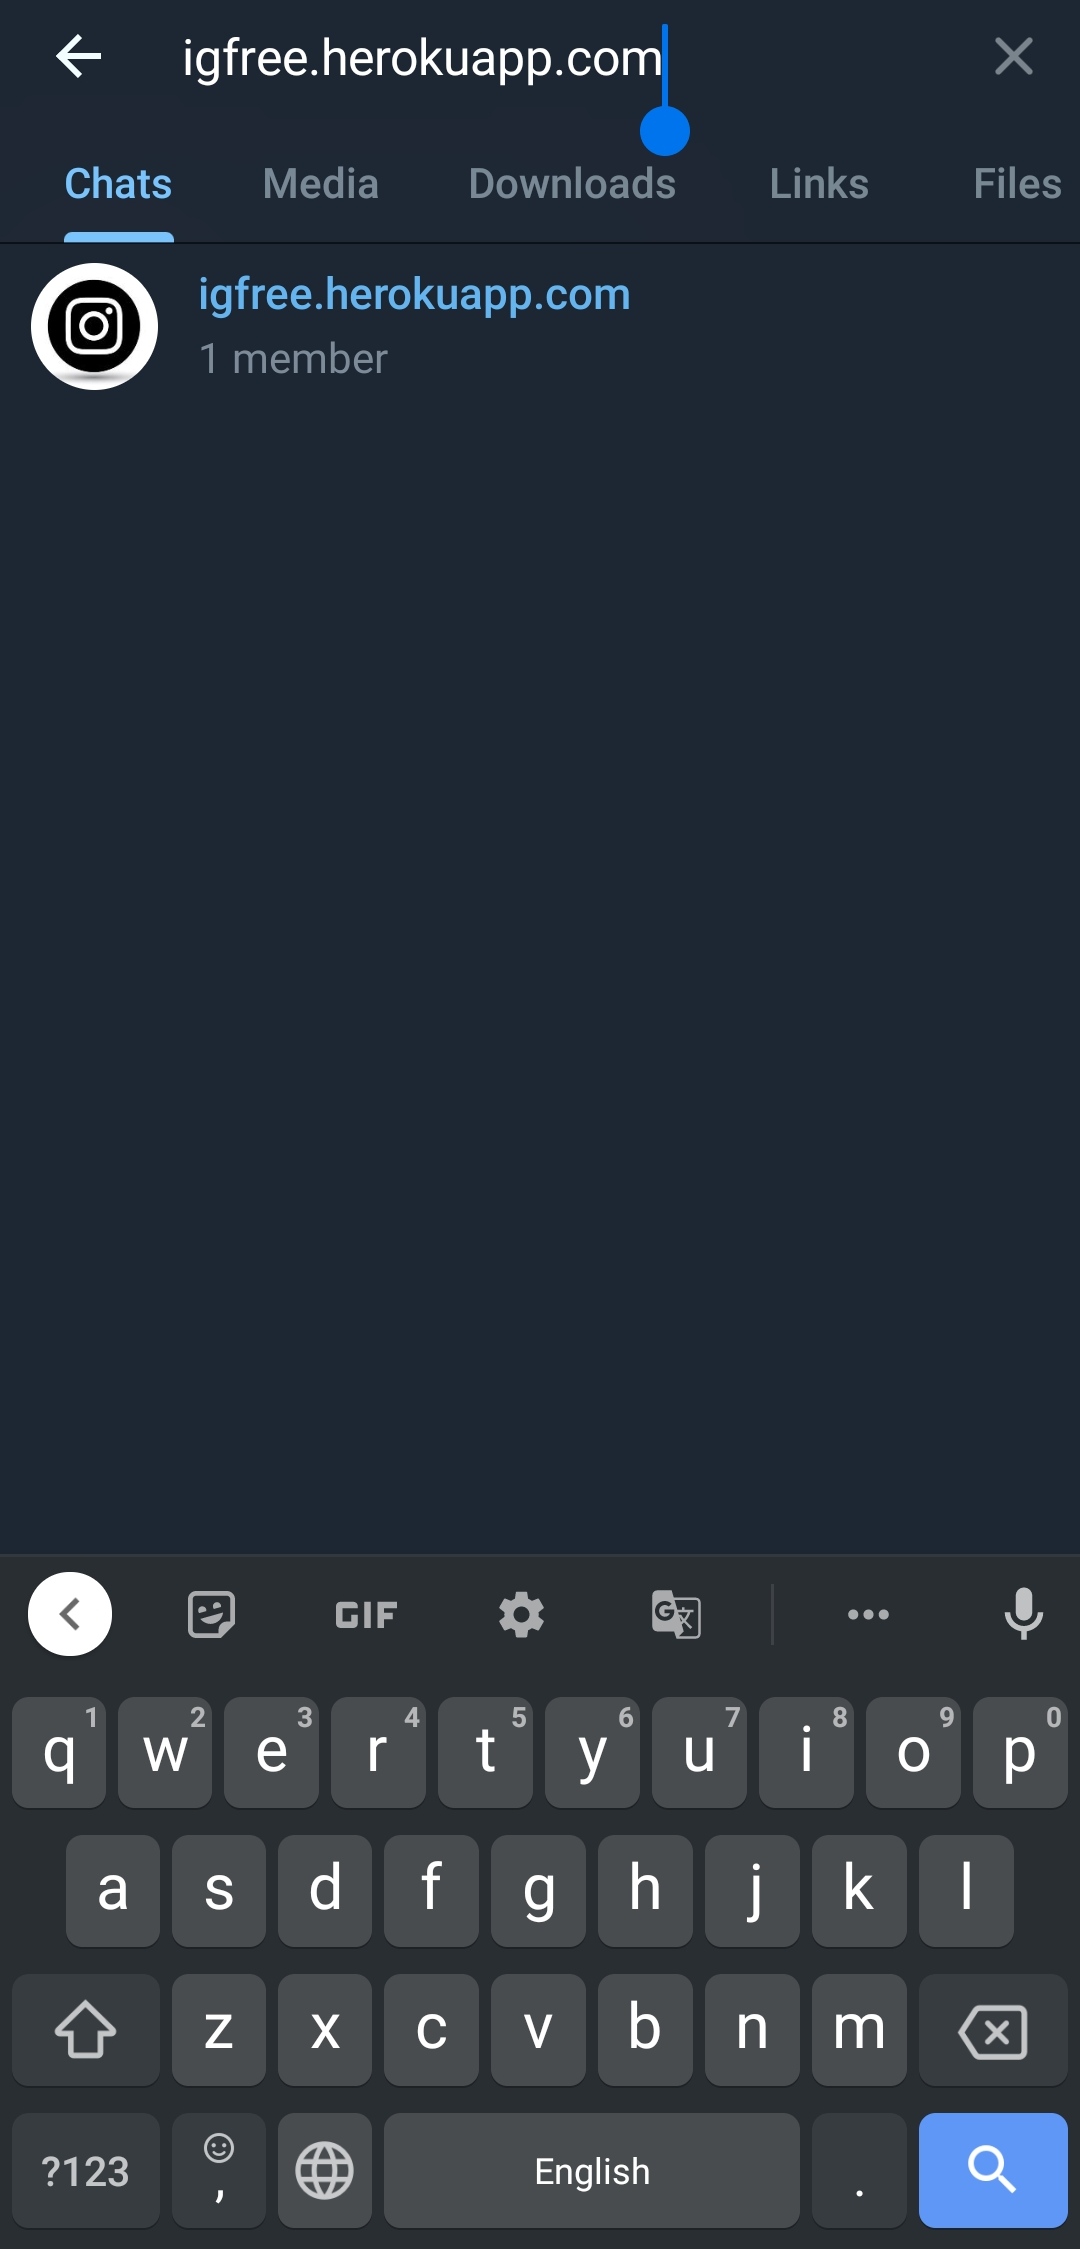 igfree.herokuapp.com
Chats Media Downloads Links Files
igfree.herokuapp.com
1 member
GIF
G 文
1 2 3 4 5 6 7 8 9 0
q w e r t y u i o p
a s d f g h j k l
z x c v b n m
?123 , English .